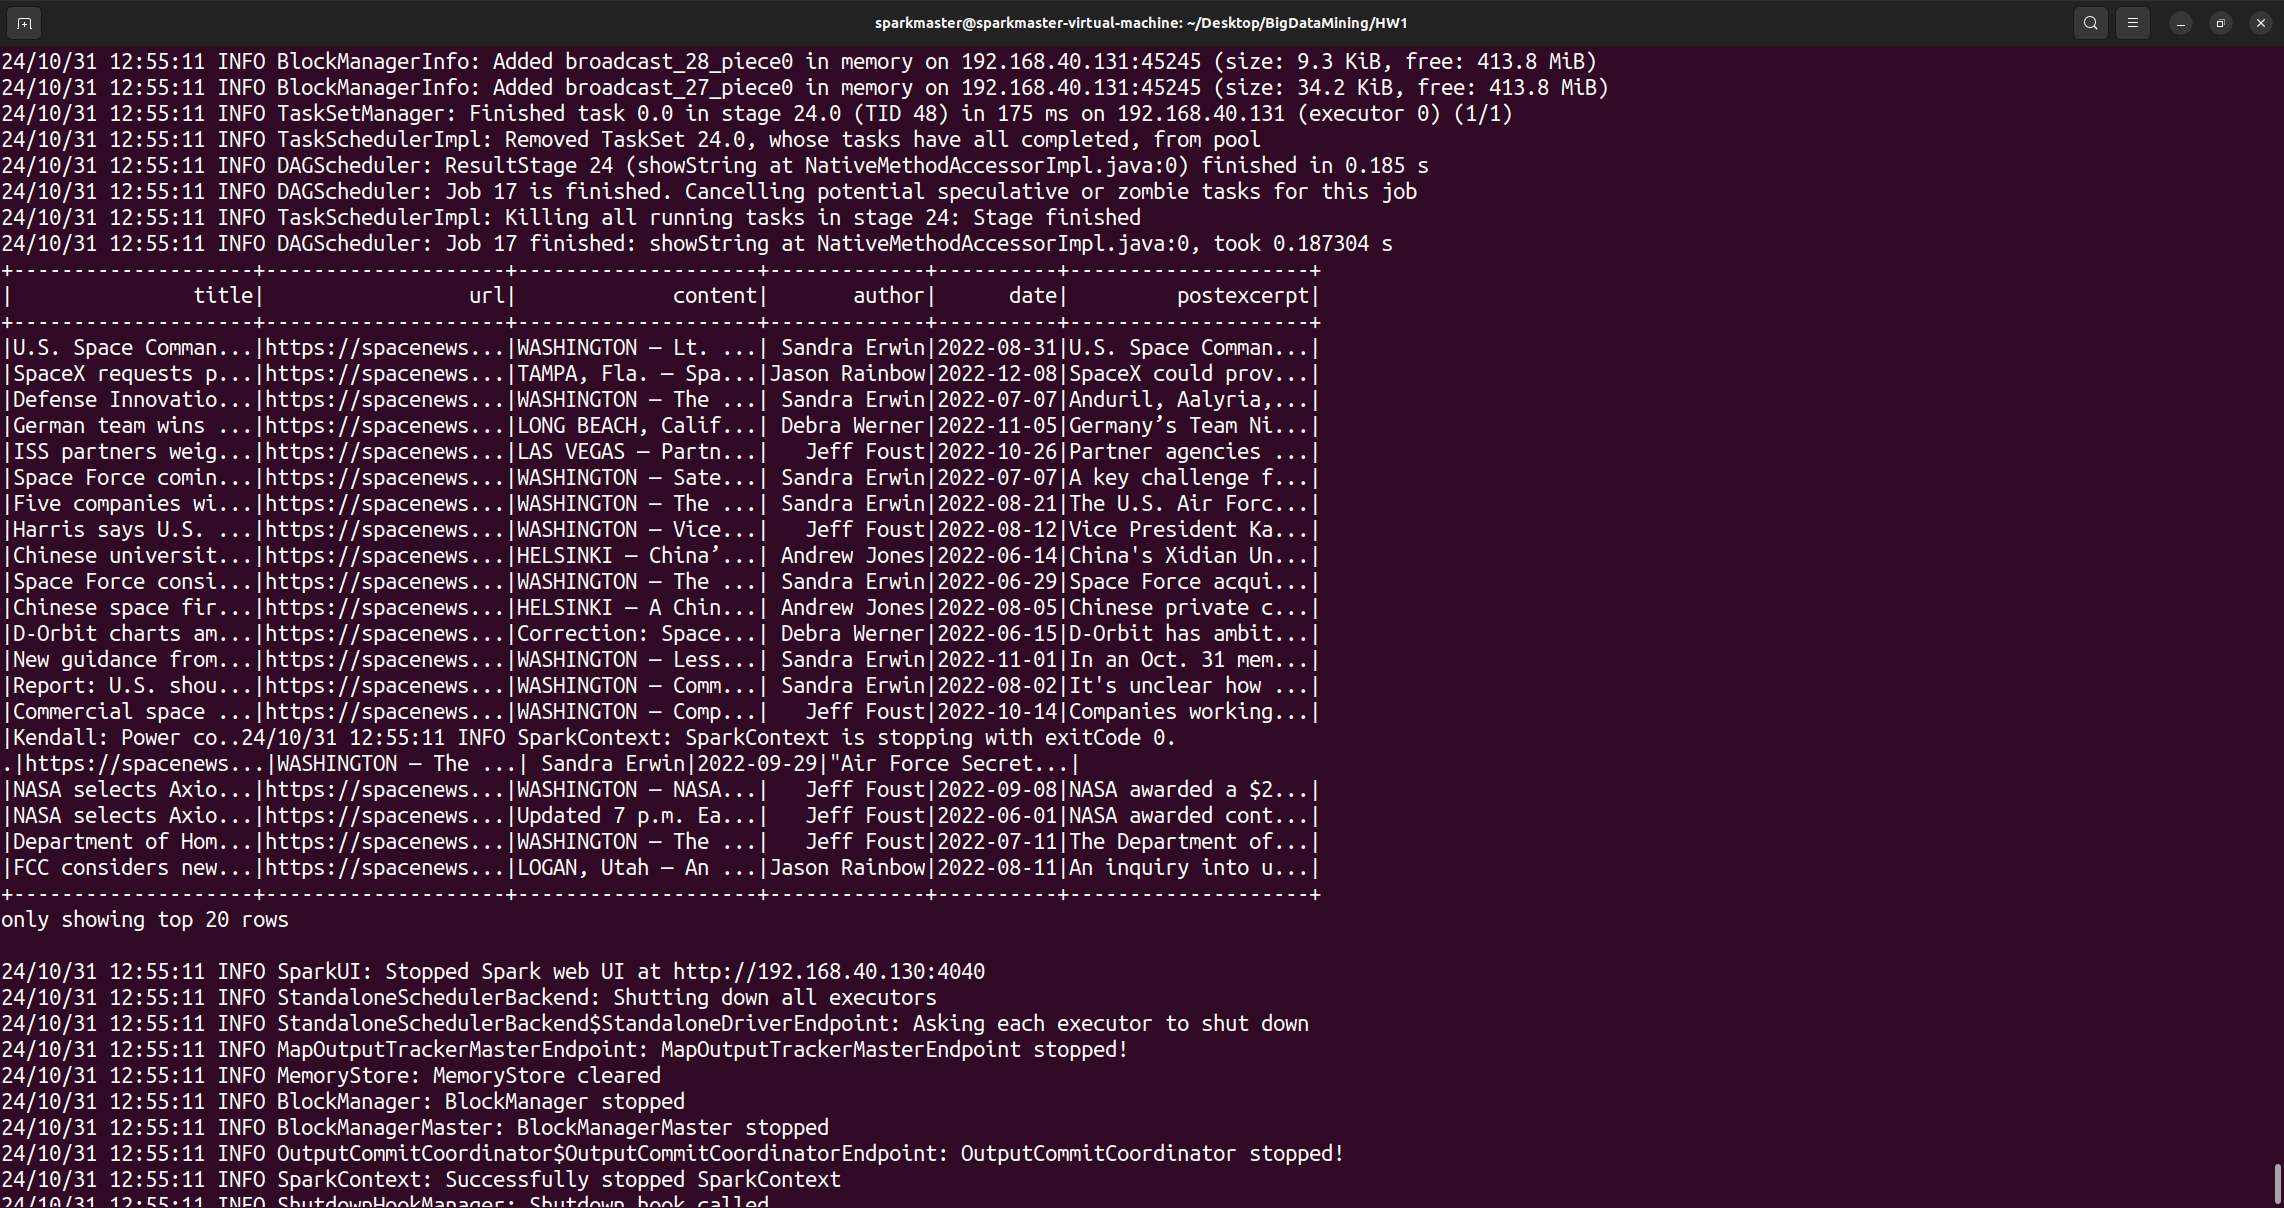 sparkmaster@sparkmaster-virtual-machine: ~/Desktop/BigDataMining/HW1
24/10/31 12:55:11 INFO BlockManagerInfo: Added broadcast_28_piece0 in memory on 192.168.40.131:45245 (size: 9.3 KiB, free: 413.8 MiB)
24/10/31 12:55:11 INFO BlockManagerInfo: Added broadcast_27_piece0 in memory on 192.168.40.131:45245 (size: 34.2 KiB, free: 413.8 MiB)
24/10/31 12:55:11 INFO TaskSetManager: Finished task 0.0 in stage 24.0 (TID 48) in 175 ms on 192.168.40.131 (executor 0) (1/1)
24/10/31 12:55:11 INFO TaskSchedulerImpl: Removed TaskSet 24.0, whose tasks have all completed, from pool
24/10/31 12:55:11 INFO DAGScheduler: ResultStage 24 (showString at NativeMethodAccessorImpl.java:0) finished in 0.185 s
24/10/31 12:55:11 INFO DAGScheduler: Job 17 is finished. Cancelling potential speculative or zombie tasks for this job
24/10/31 12:55:11 INFO TaskSchedulerImpl: Killing all running tasks in stage 24: Stage finished
24/10/31 12:55:11 INFO DAGScheduler: Job 17 finished: showString at NativeMethodAccessorImpl.java:0, took 0.187304 s
+--------------------+--------------------+--------------------+-------------+----------+--------------------+
|               title|                 url|             content|       author|      date|         postexcerpt|
+--------------------+--------------------+--------------------+-------------+----------+--------------------+
|U.S. Space Comman...|https://spacenews...|WASHINGTON — Lt. ...| Sandra Erwin|2022-08-31|U.S. Space Comman...|
|SpaceX requests p...|https://spacenews...|TAMPA, Fla. — Spa...|Jason Rainbow|2022-12-08|SpaceX could prov...|
|Defense Innovatio...|https://spacenews...|WASHINGTON — The ...| Sandra Erwin|2022-07-07|Anduril, Aalyria,...|
|German team wins ...|https://spacenews...|LONG BEACH, Calif...| Debra Werner|2022-11-05|Germany’s Team Ni...|
|ISS partners weig...|https://spacenews...|LAS VEGAS — Partn...|   Jeff Foust|2022-10-26|Partner agencies ...|
|Space Force comin...|https://spacenews...|WASHINGTON — Sate...| Sandra Erwin|2022-07-07|A key challenge f...|
|Five companies wi...|https://spacenews...|WASHINGTON — The ...| Sandra Erwin|2022-08-21|The U.S. Air Forc...|
|Harris says U.S. ...|https://spacenews...|WASHINGTON — Vice...|   Jeff Foust|2022-08-12|Vice President Ka...|
|Chinese universit...|https://spacenews...|HELSINKI — China’...| Andrew Jones|2022-06-14|China's Xidian Un...|
|Space Force consi...|https://spacenews...|WASHINGTON — The ...| Sandra Erwin|2022-06-29|Space Force acqui...|
|Chinese space fir...|https://spacenews...|HELSINKI — A Chin...| Andrew Jones|2022-08-05|Chinese private c...|
|D-Orbit charts am...|https://spacenews...|Correction: Space...| Debra Werner|2022-06-15|D-Orbit has ambit...|
|New guidance from...|https://spacenews...|WASHINGTON — Less...| Sandra Erwin|2022-11-01|In an Oct. 31 mem...|
|Report: U.S. shou...|https://spacenews...|WASHINGTON — Comm...| Sandra Erwin|2022-08-02|It's unclear how ...|
|Commercial space ...|https://spacenews...|WASHINGTON — Comp...|   Jeff Foust|2022-10-14|Companies working...|
|Kendall: Power co..24/10/31 12:55:11 INFO SparkContext: SparkContext is stopping with exitCode 0.
.|https://spacenews...|WASHINGTON — The ...| Sandra Erwin|2022-09-29|"Air Force Secret...|
|NASA selects Axio...|https://spacenews...|WASHINGTON — NASA...|   Jeff Foust|2022-09-08|NASA awarded a $2...|
|NASA selects Axio...|https://spacenews...|Updated 7 p.m. Ea...|   Jeff Foust|2022-06-01|NASA awarded cont...|
|Department of Hom...|https://spacenews...|WASHINGTON — The ...|   Jeff Foust|2022-07-11|The Department of...|
|FCC considers new...|https://spacenews...|LOGAN, Utah — An ...|Jason Rainbow|2022-08-11|An inquiry into u...|
+--------------------+--------------------+--------------------+-------------+----------+--------------------+
only showing top 20 rows
24/10/31 12:55:11 INFO SparkUI: Stopped Spark web UI at http://192.168.40.130:4040
24/10/31 12:55:11 INFO StandaloneSchedulerBackend: Shutting down all executors
24/10/31 12:55:11 INFO StandaloneSchedulerBackend$StandaloneDriverEndpoint: Asking each executor to shut down
24/10/31 12:55:11 INFO MapOutputTrackerMasterEndpoint: MapOutputTrackerMasterEndpoint stopped!
24/10/31 12:55:11 INFO MemoryStore: MemoryStore cleared
24/10/31 12:55:11 INFO BlockManager: BlockManager stopped
24/10/31 12:55:11 INFO BlockManagerMaster: BlockManagerMaster stopped
24/10/31 12:55:11 INFO OutputCommitCoordinator$OutputCommitCoordinatorEndpoint: OutputCommitCoordinator stopped!
24/10/31 12:55:11 INFO SparkContext: Successfully stopped SparkContext
24/10/31 12:55:11 INFO ShutdownHookManager: Shutdown hook called